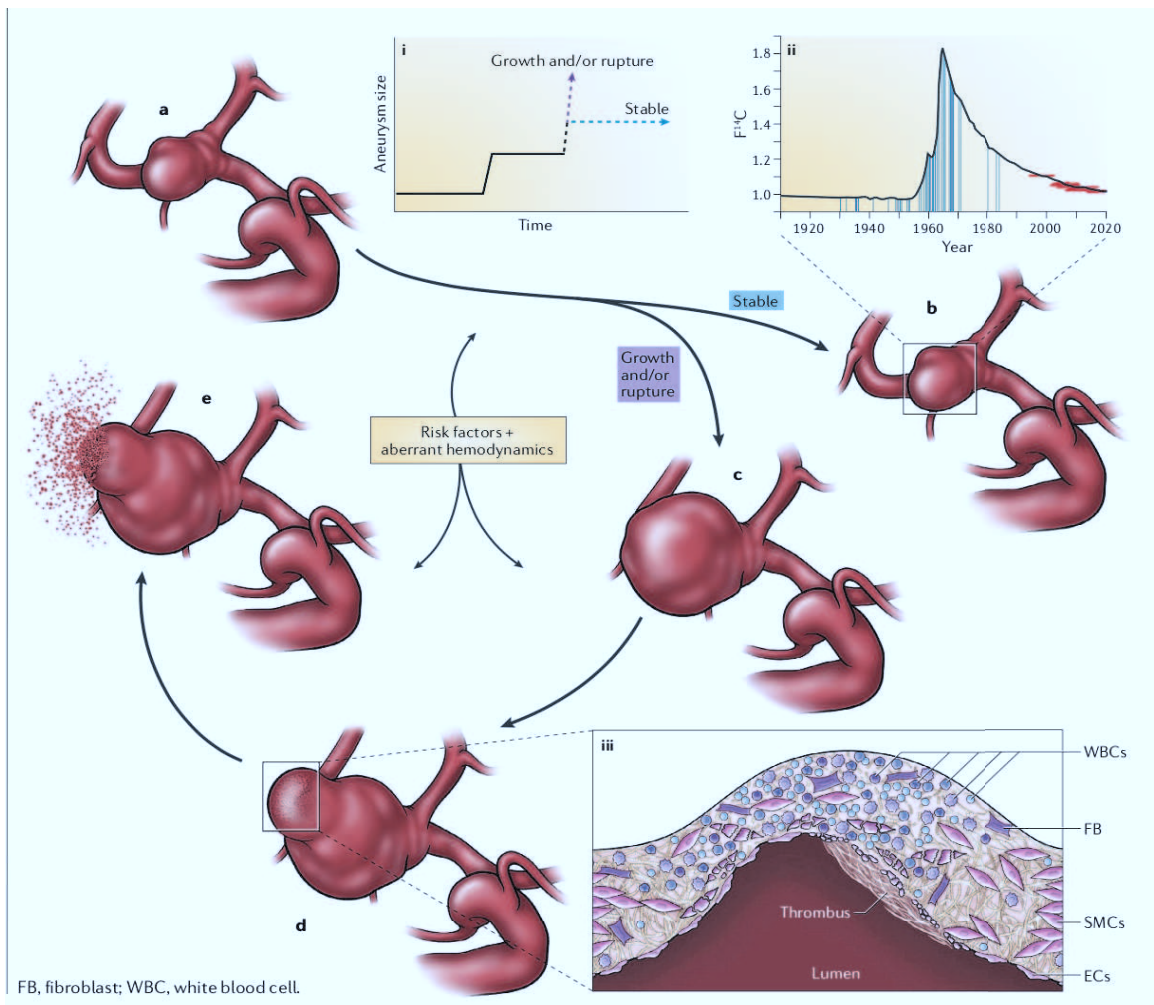 i
Aneurysm size
Growth and/or rupture
Stable
Time
ii
F¹⁴C
1.8
1.6
1.4
1.2
1.0
1920 1940 1960 1980 2000 2020
Year
a
Stable
b
Growth
and/or
rupture
e
Risk factors +
aberrant hemodynamics
c
d
iii
WBCs
FB
Thrombus
SMCs
Lumen
ECs
FB, fibroblast; WBC, white blood cell.